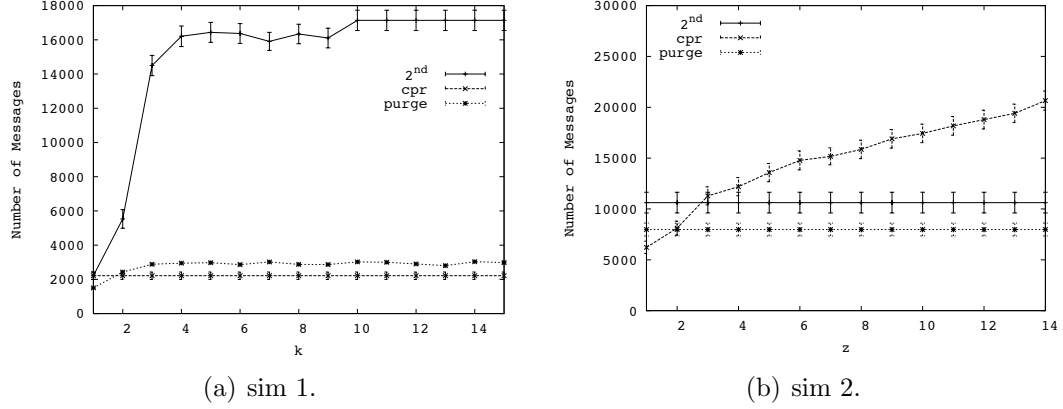 18000
16000
14000
12000
10000
8000
6000
4000
2000
0
2 4 6 8 10 12 14
Number of Messages
k
2nd
cpr
purge
(a) sim 1.
30000
25000
20000
15000
10000
5000
0
2 4 6 8 10 12 14
Number of Messages
z
2nd
cpr
purge
(b) sim 2.